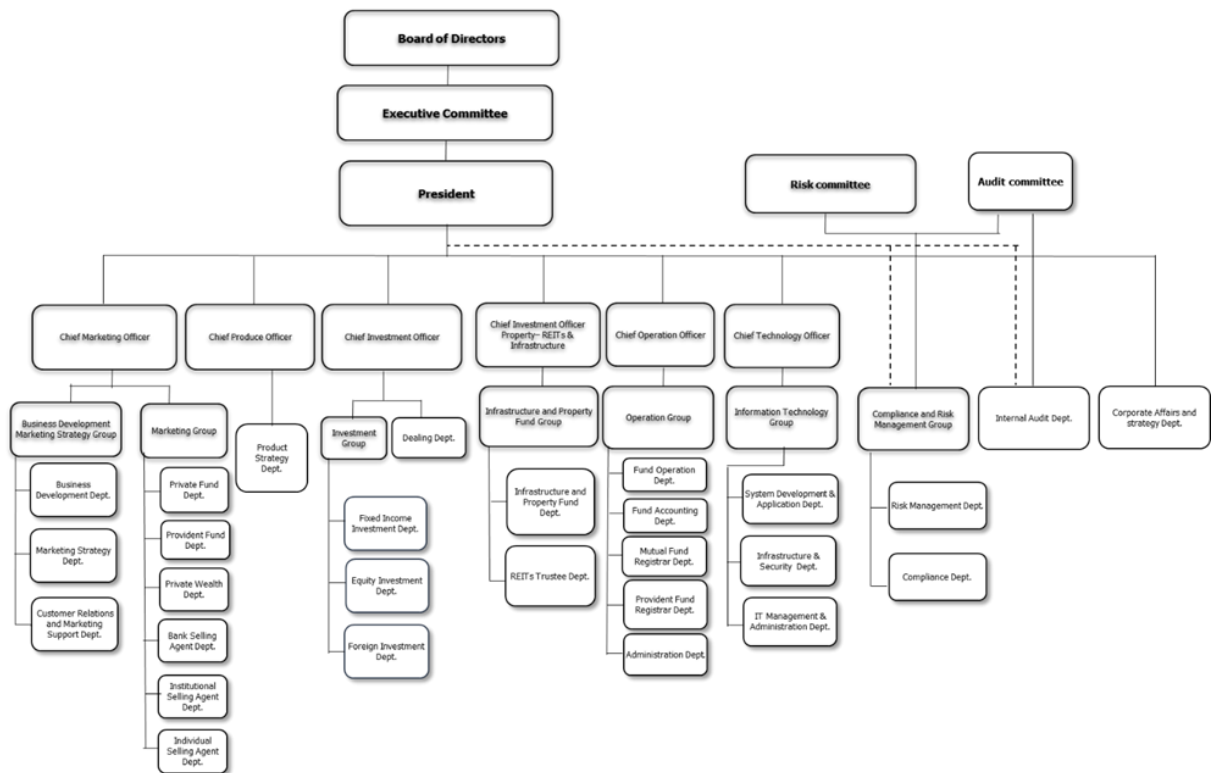 Board of Directors
Executive Committee
President
Risk committee
Audit committee
Chief Marketing Officer
Chief Produce Officer
Chief Investment Officer
Chief Investment Officer
Property– REITs &
Infrastructure
Chief Operation Officer
Chief Technology Officer
Business Development
Marketing Strategy Group
Marketing Group
Product
Strategy
Dept.
Investment
Group
Dealing Dept.
Infrastructure and Property
Fund Group
Operation Group
Information Technology
Group
Compliance and Risk
Management Group
Internal Audit Dept.
Corporate Affairs and
strategy Dept.
Business
Development Dept.
Marketing Strategy
Dept.
Customer Relations
and Marketing
Support Dept.
Private Fund
Dept.
Provident Fund
Dept.
Private Wealth
Dept.
Bank Selling
Agent Dept.
Institutional
Selling Agent
Dept.
Individual
Selling Agent
Dept.
Fixed Income
Investment Dept.
Equity Investment
Dept.
Foreign Investment
Dept.
Infrastructure and
Property Fund
Dept.
REITs Trustee Dept.
Fund Operation
Dept.
Fund Accounting
Dept.
Mutual Fund
Registrar Dept.
Provident Fund
Registrar Dept.
Administration Dept.
System Development &
Application Dept.
Infrastructure &
Security Dept.
IT Management &
Administration Dept.
Risk Management Dept.
Compliance Dept.